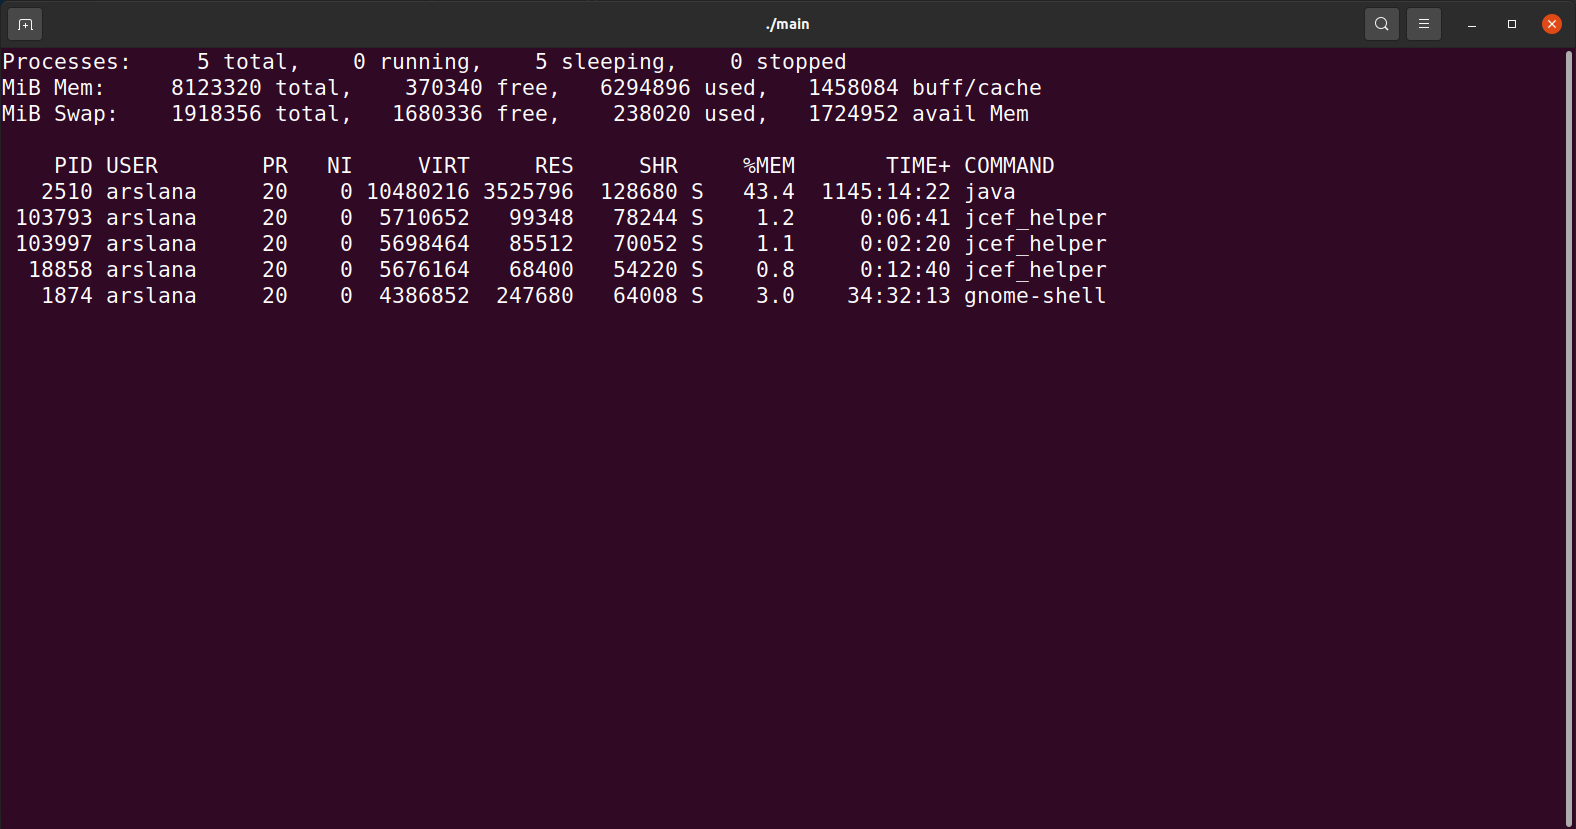 ./main
Processes:     5 total,    0 running,    5 sleeping,    0 stopped
MiB Mem:     8123320 total,    370340 free,   6294896 used,   1458084 buff/cache
MiB Swap:    1918356 total,   1680336 free,    238020 used,   1724952 avail Mem
    PID USER        PR   NI     VIRT     RES     SHR     %MEM       TIME+ COMMAND
   2510 arslana     20    0 10480216 3525796  128680 S   43.4  1145:14:22 java
 103793 arslana     20    0  5710652   99348   78244 S    1.2     0:06:41 jcef_helper
 103997 arslana     20    0  5698464   85512   70052 S    1.1     0:02:20 jcef_helper
  18858 arslana     20    0  5676164   68400   54220 S    0.8     0:12:40 jcef_helper
   1874 arslana     20    0  4386852  247680   64008 S    3.0    34:32:13 gnome-shell